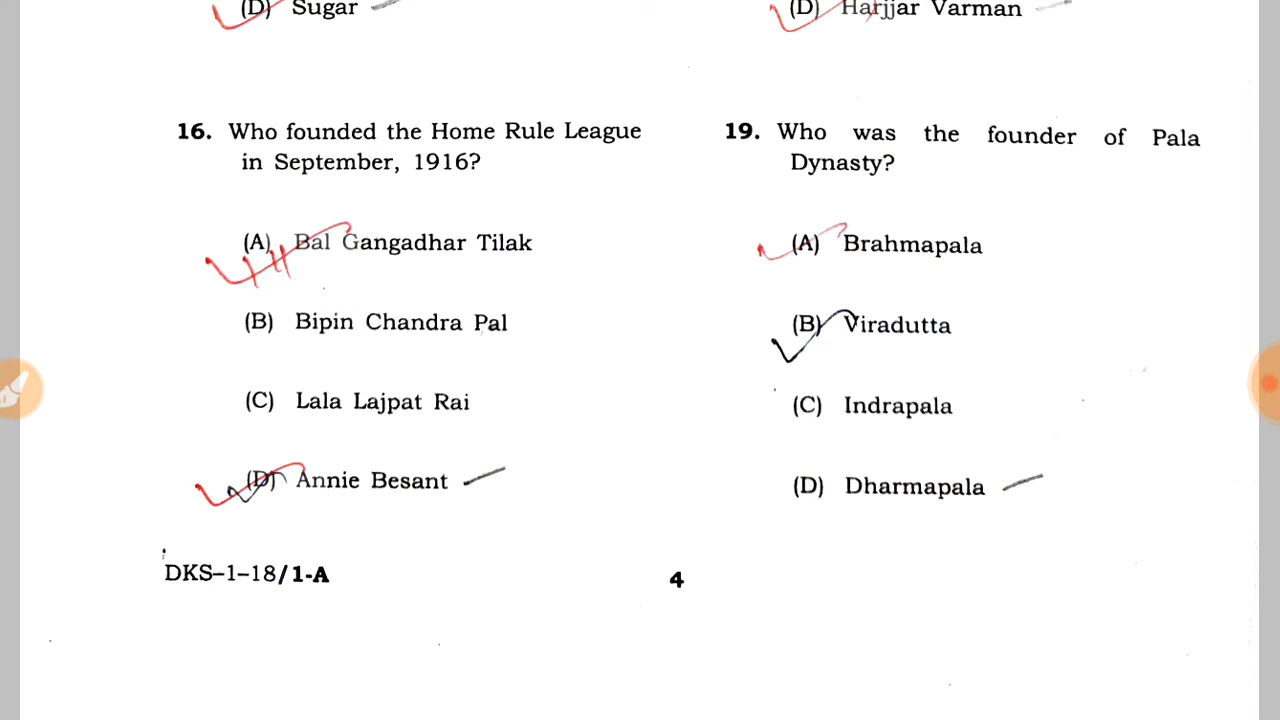 (D) Sugar
16. Who founded the Home Rule League
in September, 1916?
(A) Bal Gangadhar Tilak
(B) Bipin Chandra Pal
(C) Lala Lajpat Rai
(D) Annie Besant
DKS-1-18/1-A
4
(D) Harjjar Varman
19. Who was the founder of Pala
Dynasty?
(A) Brahmapala
(B) Viradutta
(C) Indrapala
(D) Dharmapala